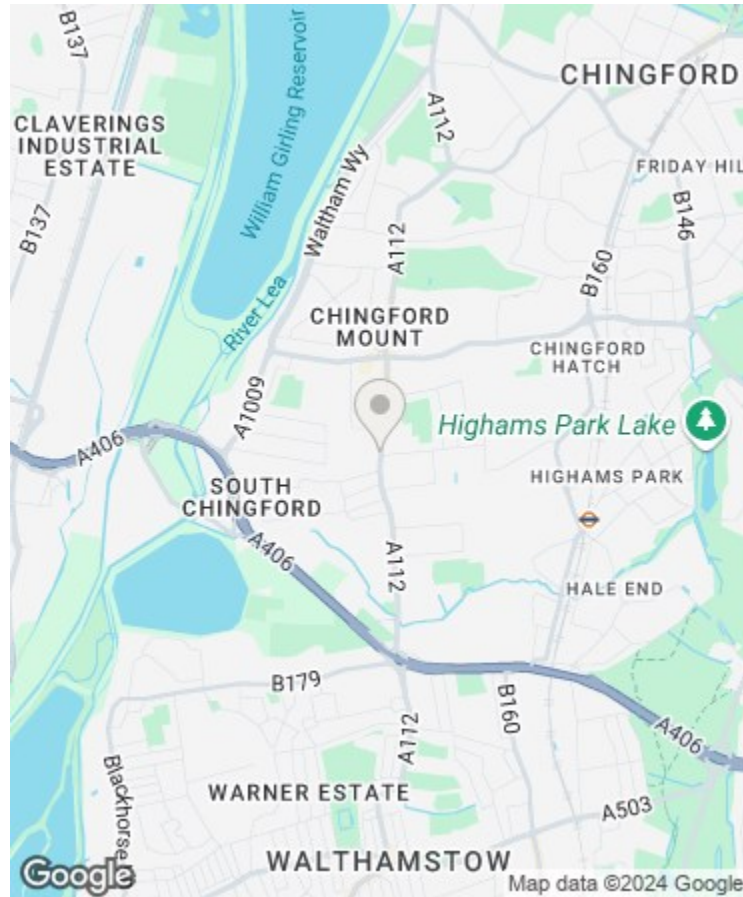 B137
CHINGFORD
A112
William Girling Reservoir
CLAVERINGS
INDUSTRIAL
ESTATE
Waltham Wy
FRIDAY HIL
B137
B146
A112
B160
River Lea
CHINGFORD
MOUNT
CHINGFORD
HATCH
A1009
Higham Park Lake
A406
HIGHAMS PARK
SOUTH
CHINGFORD
A406
A112
HALE END
B179
B160
A112
A406
Blackhorse
WARNER ESTATE
A503
WALTHAMSTOW
Google
Map data ©2024 Google